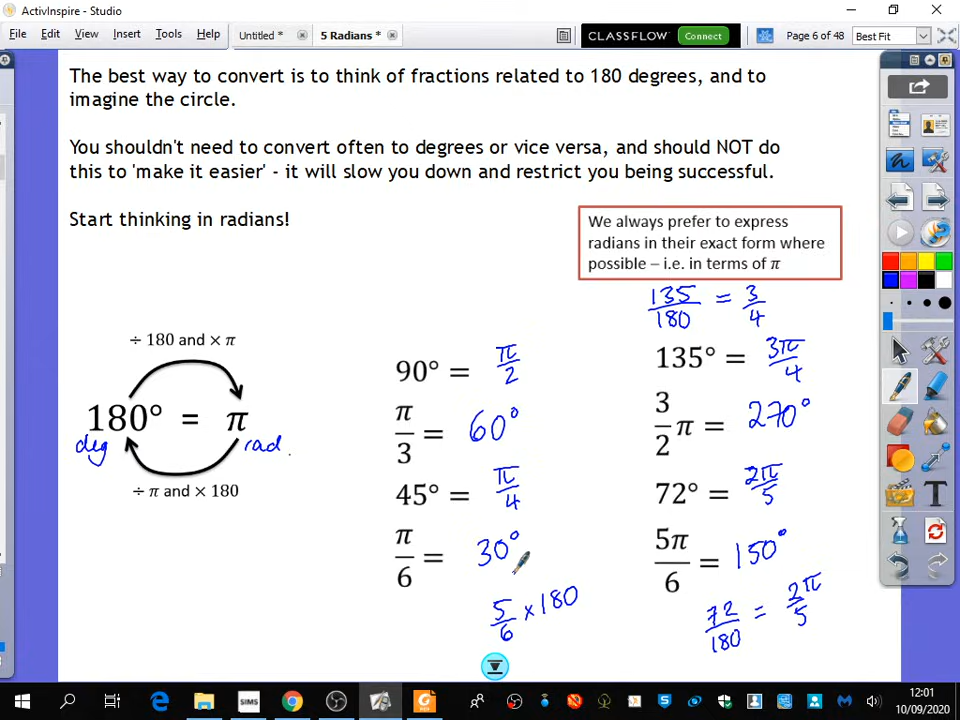 ActivInspire - Studio
File Edit View Insert Tools Help Untitled * 5 Radians * CLASSFLOW Connect Page 6 of 48 Best Fit
The best way to convert is to think of fractions related to 180 degrees, and to
imagine the circle.
You shouldn't need to convert often to degrees or vice versa, and should NOT do
this to 'make it easier' - it will slow you down and restrict you being successful.
Start thinking in radians!
We always prefer to express
radians in their exact form where
possible – i.e. in terms of π
135/180 = 3/4
÷ 180 and × π
180° = π
deg rad.
÷ π and × 180
90° = π/2
π/3 = 60°
45° = π/4
π/6 = 30°
5/6 × 180
135° = 3π/4
3/2 π = 270°
72° = 2π/5
5π/6 = 150°
72/180 = 2π/5
T
SIMS
12:01
10/09/2020